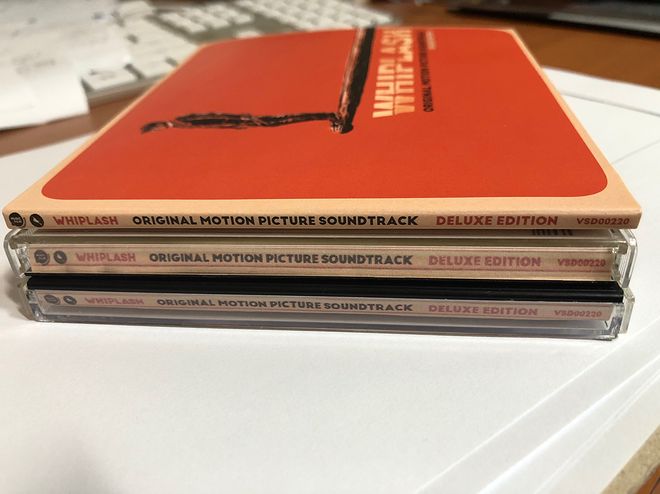 WHIPLASH
ORIGINAL MOTION PICTURE SOUNDTRACK
WHIPLASH ORIGINAL MOTION PICTURE SOUNDTRACK DELUXE EDITION VSD00220
WHIPLASH ORIGINAL MOTION PICTURE SOUNDTRACK DELUXE EDITION VSD00220
WHIPLASH ORIGINAL MOTION PICTURE SOUNDTRACK DELUXE EDITION VSD00220